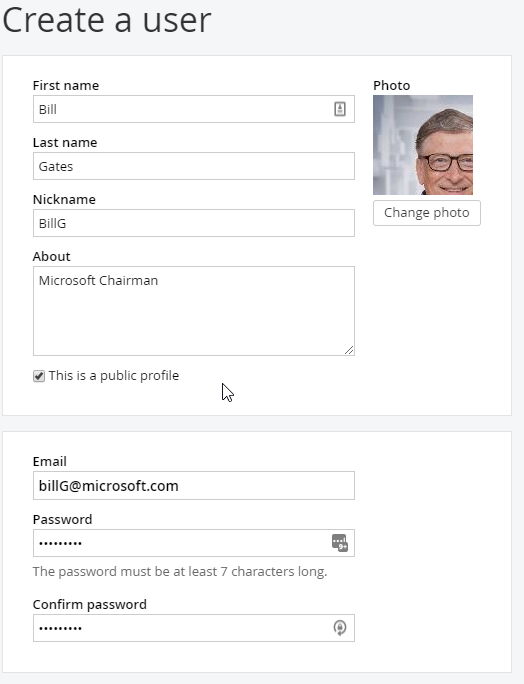 Create a user
First name
Photo
Bill
Last name
Gates
Change photo
Nickname
BillG
About
Microsoft Chairman
This is a public profile
Email
billG@microsoft.com
Password
•••••••••
The password must be at least 7 characters long.
Confirm password
•••••••••